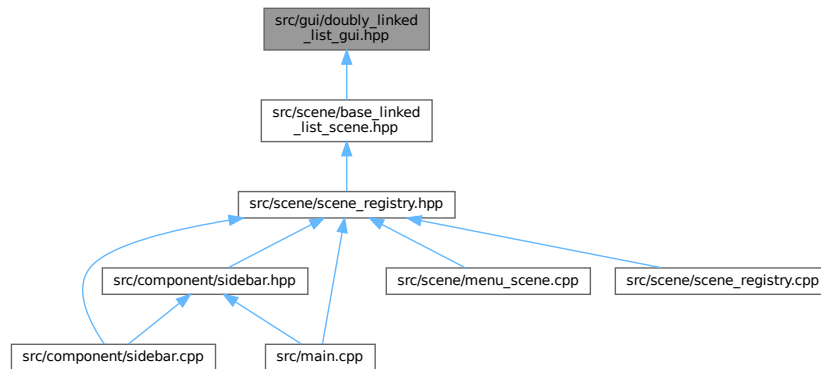 src/gui/doubly_linked
_list_gui.hpp
src/scene/base_linked
_list_scene.hpp
src/scene/scene_registry.hpp
src/component/sidebar.hpp
src/scene/menu_scene.cpp
src/scene/scene_registry.cpp
src/component/sidebar.cpp
src/main.cpp